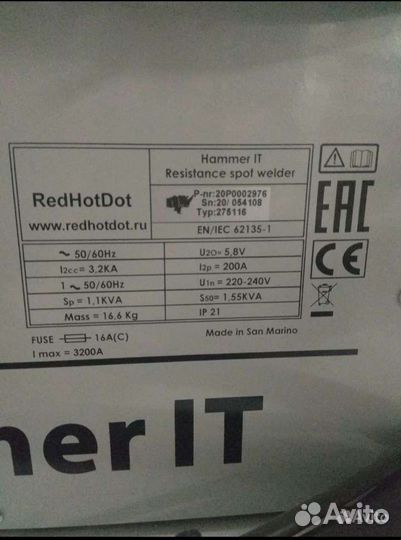 RedHotDot
www.redhotdot.ru
Hammer IT
Resistance spot welder
P-nr:20P0002976
Sn:20/ 054108
Typ:275116
EN/IEC 62135-1
~ 50/60Hz
U20= 5,8V
I2cc= 3,2KA
I2p = 200A
1 ~ 50/60Hz
U1n = 220-240V
Sp = 1,1KVA
S50= 1,55KVA
Mass = 16,6 Kg
IP 21
FUSE 16A(C)
Made in San Marino
I max = 3200A
EAC
CE
ner IT
Avito